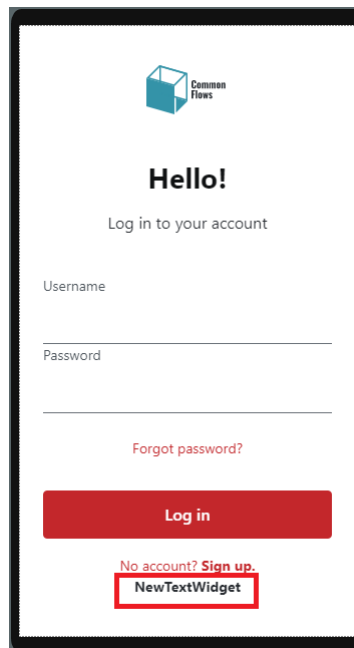 Common
Flows
Hello!
Log in to your account
Username
Password
Forgot password?
Log in
No account? Sign up.
NewTextWidget